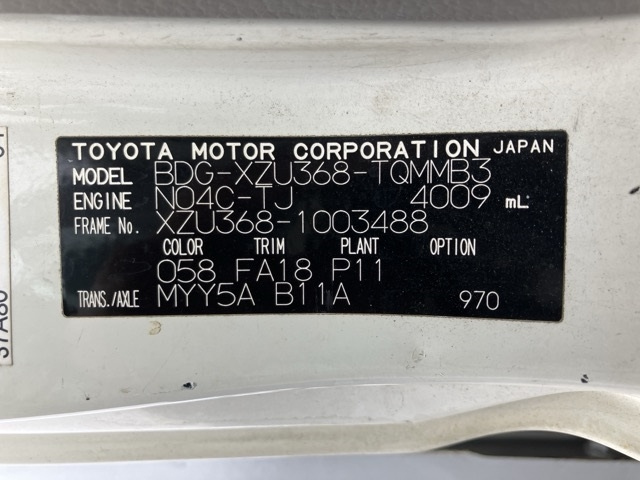 TOYOTA MOTOR CORPORATION JAPAN
MODEL BDG-XZU368-TQMMB3
ENGINE N04C-TJ 4009 mL
FRAME No. XZU368-1003488
COLOR TRIM PLANT OPTION
058 FA18 P11
TRANS./AXLE MYY5A B11A 970